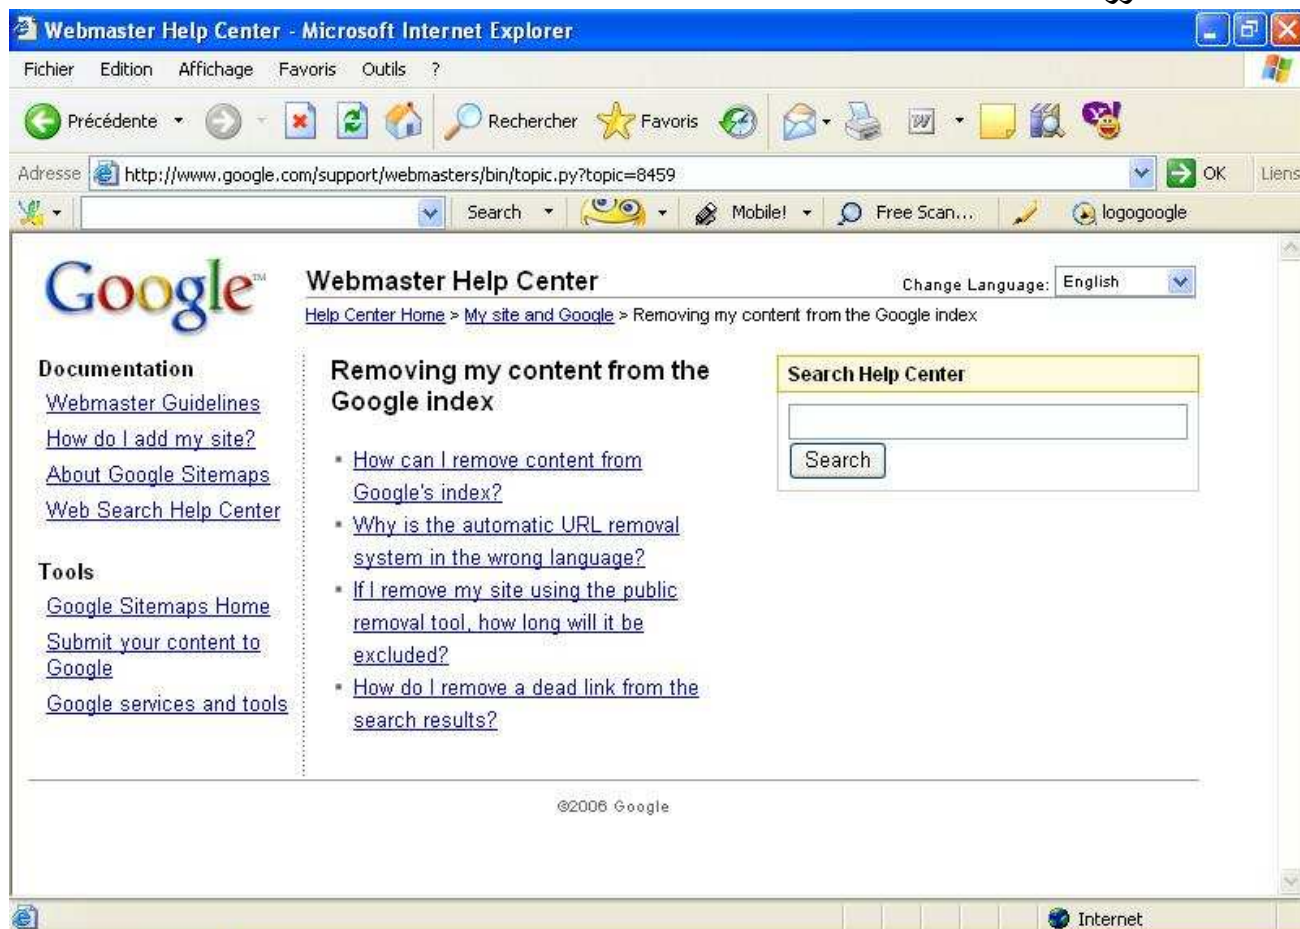 Webmaster Help Center - Microsoft Internet Explorer
Fichier Edition Affichage Favoris Outils ?
Précédente Rechercher Favoris
Adresse http://www.google.com/support/webmasters/bin/topic.py?topic=8459 OK Liens
Search Mobile! Free Scan... logogoogle
Google™
Webmaster Help Center
Change Language: English
Help Center Home > My site and Google > Removing my content from the Google index
Documentation
Webmaster Guidelines
How do I add my site?
About Google Sitemaps
Web Search Help Center
Tools
Google Sitemaps Home
Submit your content to
Google
Google services and tools
Removing my content from the
Google index
▪ How can I remove content from
Google's index?
▪ Why is the automatic URL removal
system in the wrong language?
▪ If I remove my site using the public
removal tool, how long will it be
excluded?
▪ How do I remove a dead link from the
search results?
Search Help Center
Search
©2006 Google
Internet